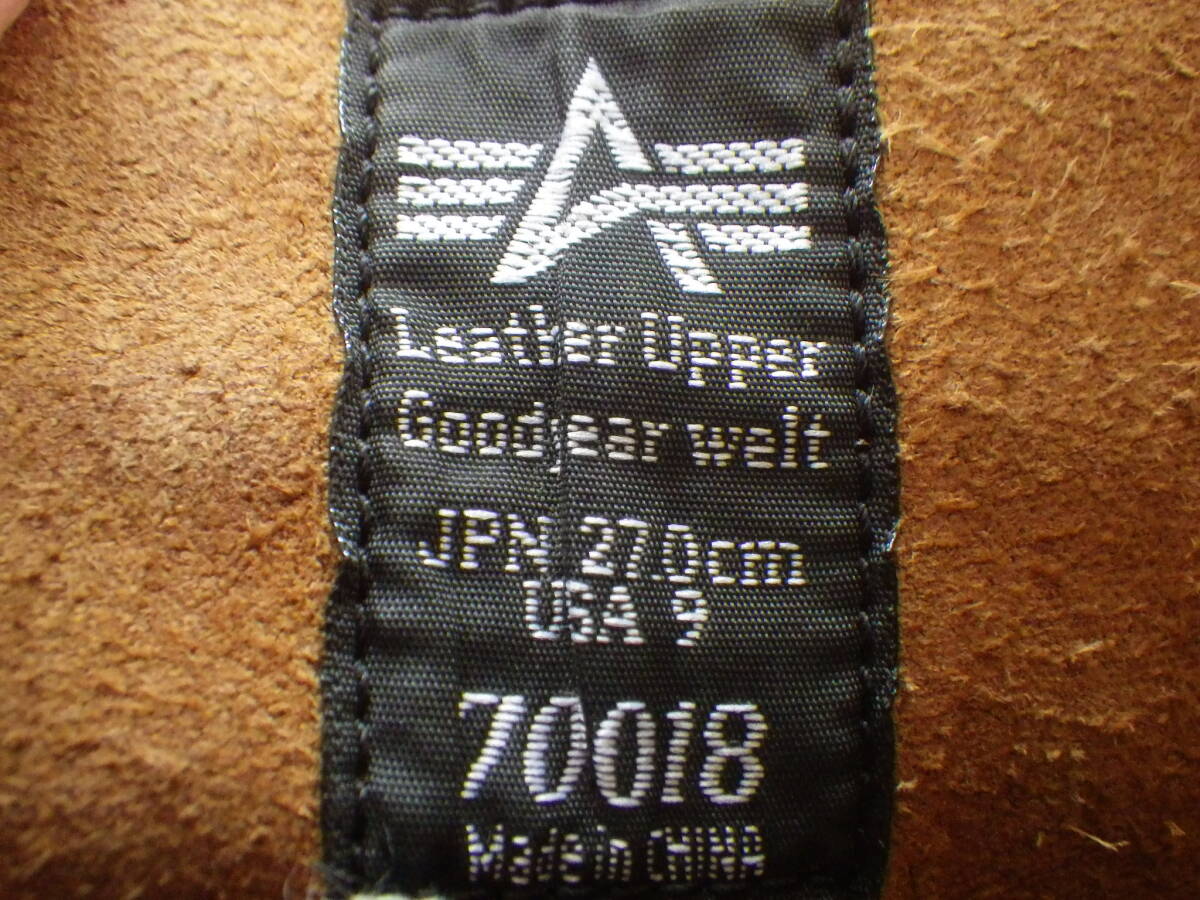 Leather Upper
Goodyear welt
JPN 27.0cm
USA 9
70018
Made in CHINA